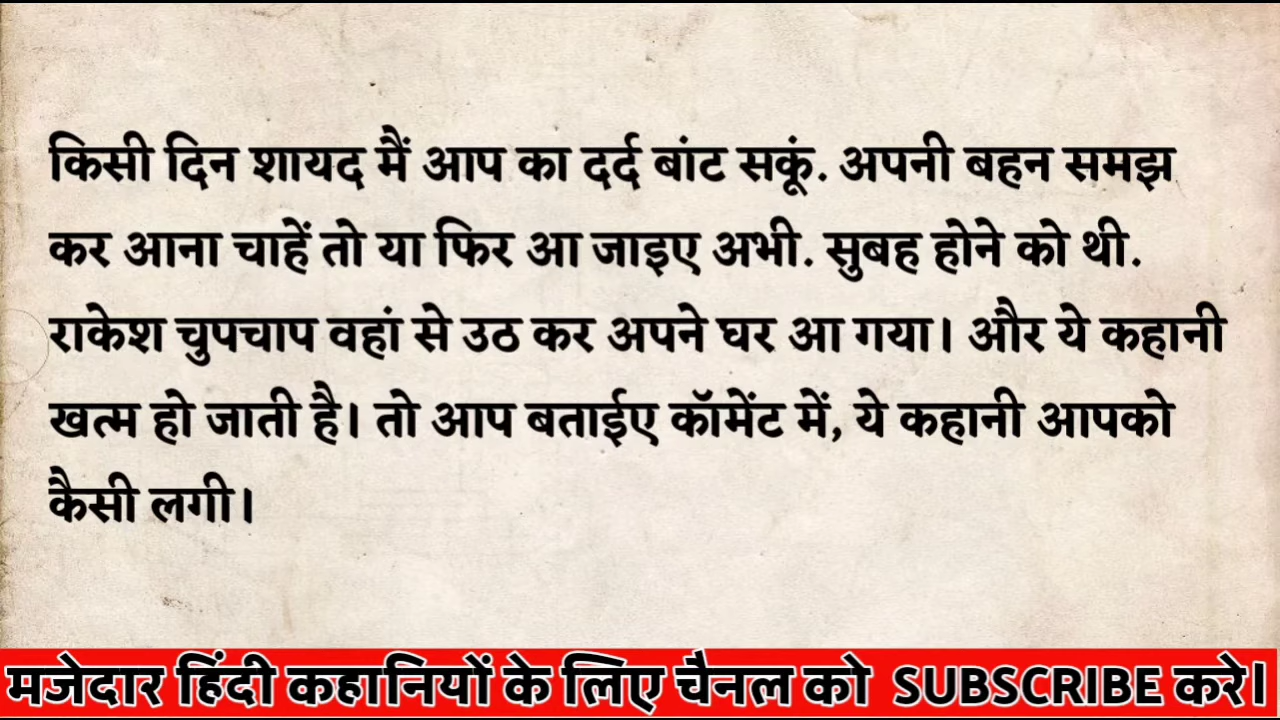 किसी दिन शायद मैं आप का दर्द बांट सकूं. अपनी बहन समझ
कर आना चाहें तो या फिर आ जाइए अभी. सुबह होने को थी.
राकेश चुपचाप वहां से उठ कर अपने घर आ गया। और ये कहानी
खत्म हो जाती है। तो आप बताईए कॉमेंट में, ये कहानी आपको
कैसी लगी।
मजेदार हिंदी कहानियों के लिए चैनल को SUBSCRIBE करे।